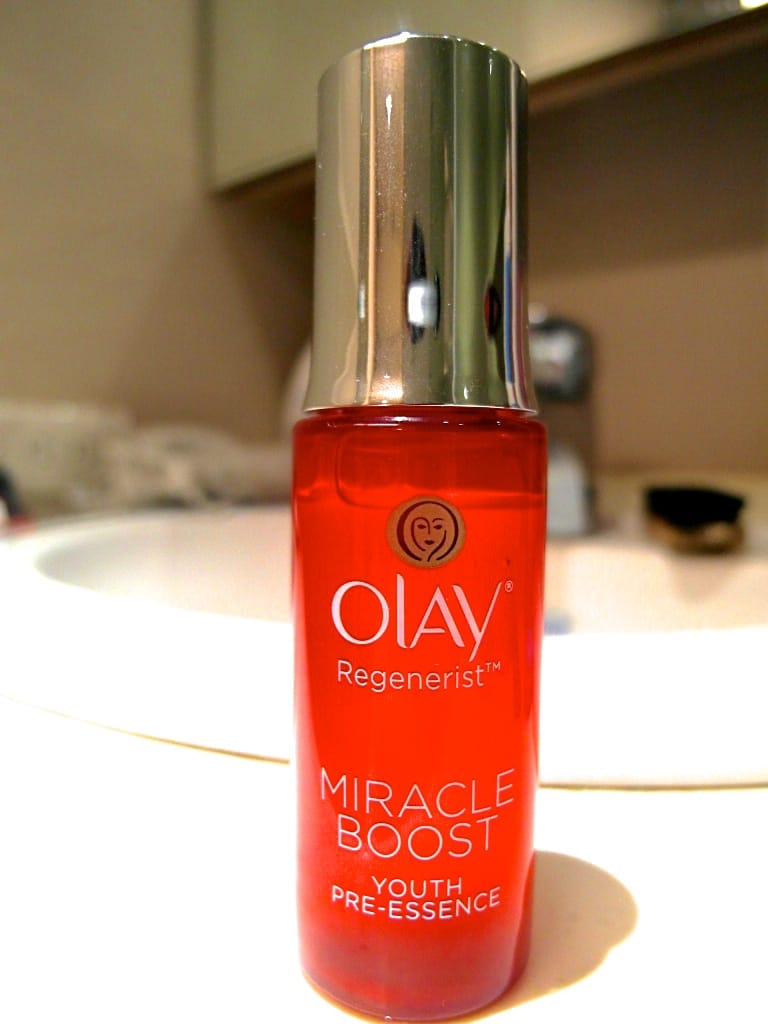 OLAY®
Regenerist™
MIRACLE
BOOST
YOUTH
PRE-ESSENCE